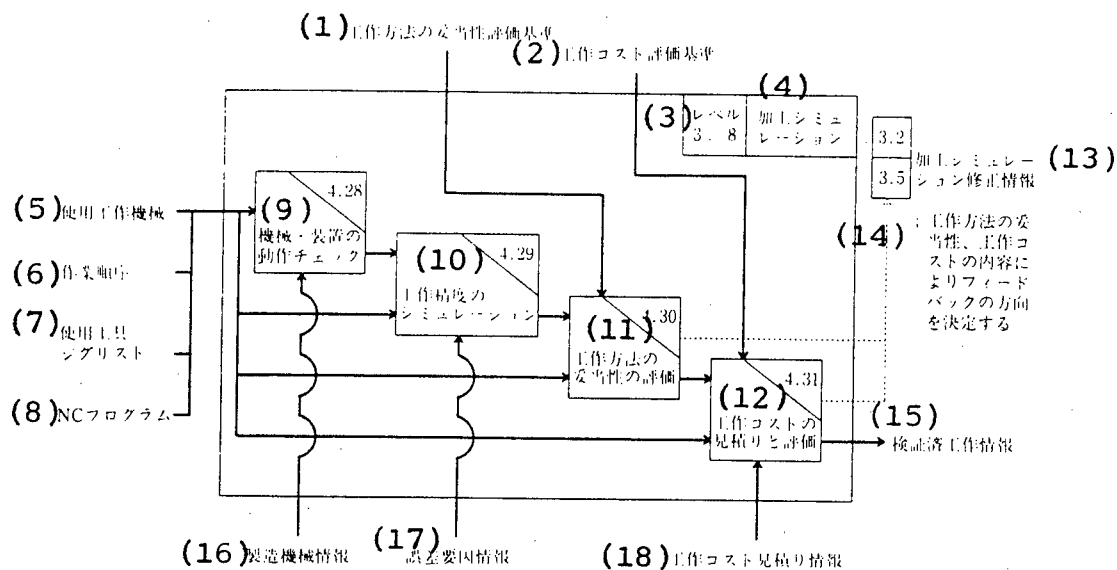 (1)工作方法の妥当性評価基準
(2)工作コスト評価基準
(3)
レベル
3. 8
(4)
加工シミュ
レーション
3.2
3.5
加工シミュレー
ション修正情報
(13)
(5)使用工作機械
(6)作業順序
(7)使用工具
ジグリスト
(8)NCプログラム
4.28
(9)
機械・装置の
動作チェック
4.29
(10)
工作精度の
シミュレーション
4.30
(11)
工作方法の
妥当性の評価
4.31
(12)
工作コストの
見積りと評価
(14)
:工作方法の妥
当性、工作コ
ストの内容に
よりフィード
バックの方向
を決定する
(15)
検証済工作情報
(16)製造機械情報
(17)誤差要因情報
(18)工作コスト見積り情報